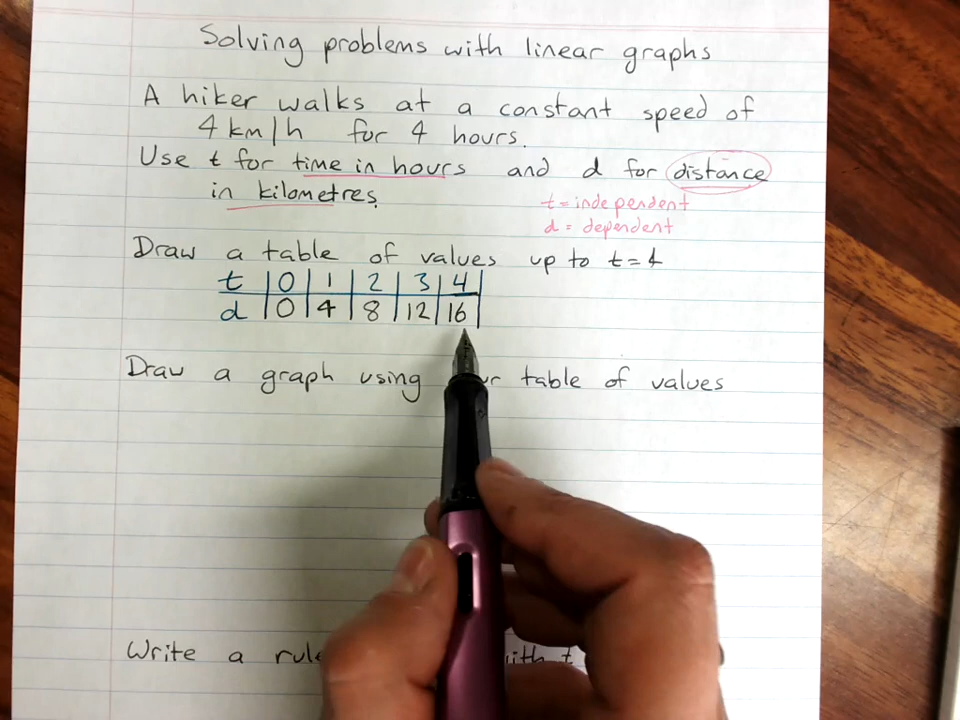 Solving problems with linear graphs
A hiker walks at a constant speed of
4 km/h for 4 hours.
Use t for time in hours and d for distance
in kilometres.
t = independent
d = dependent
Draw a table of values up to t=4
t 0 1 2 3 4
d 0 4 8 12 16
Draw a graph using table of values
Write a with t